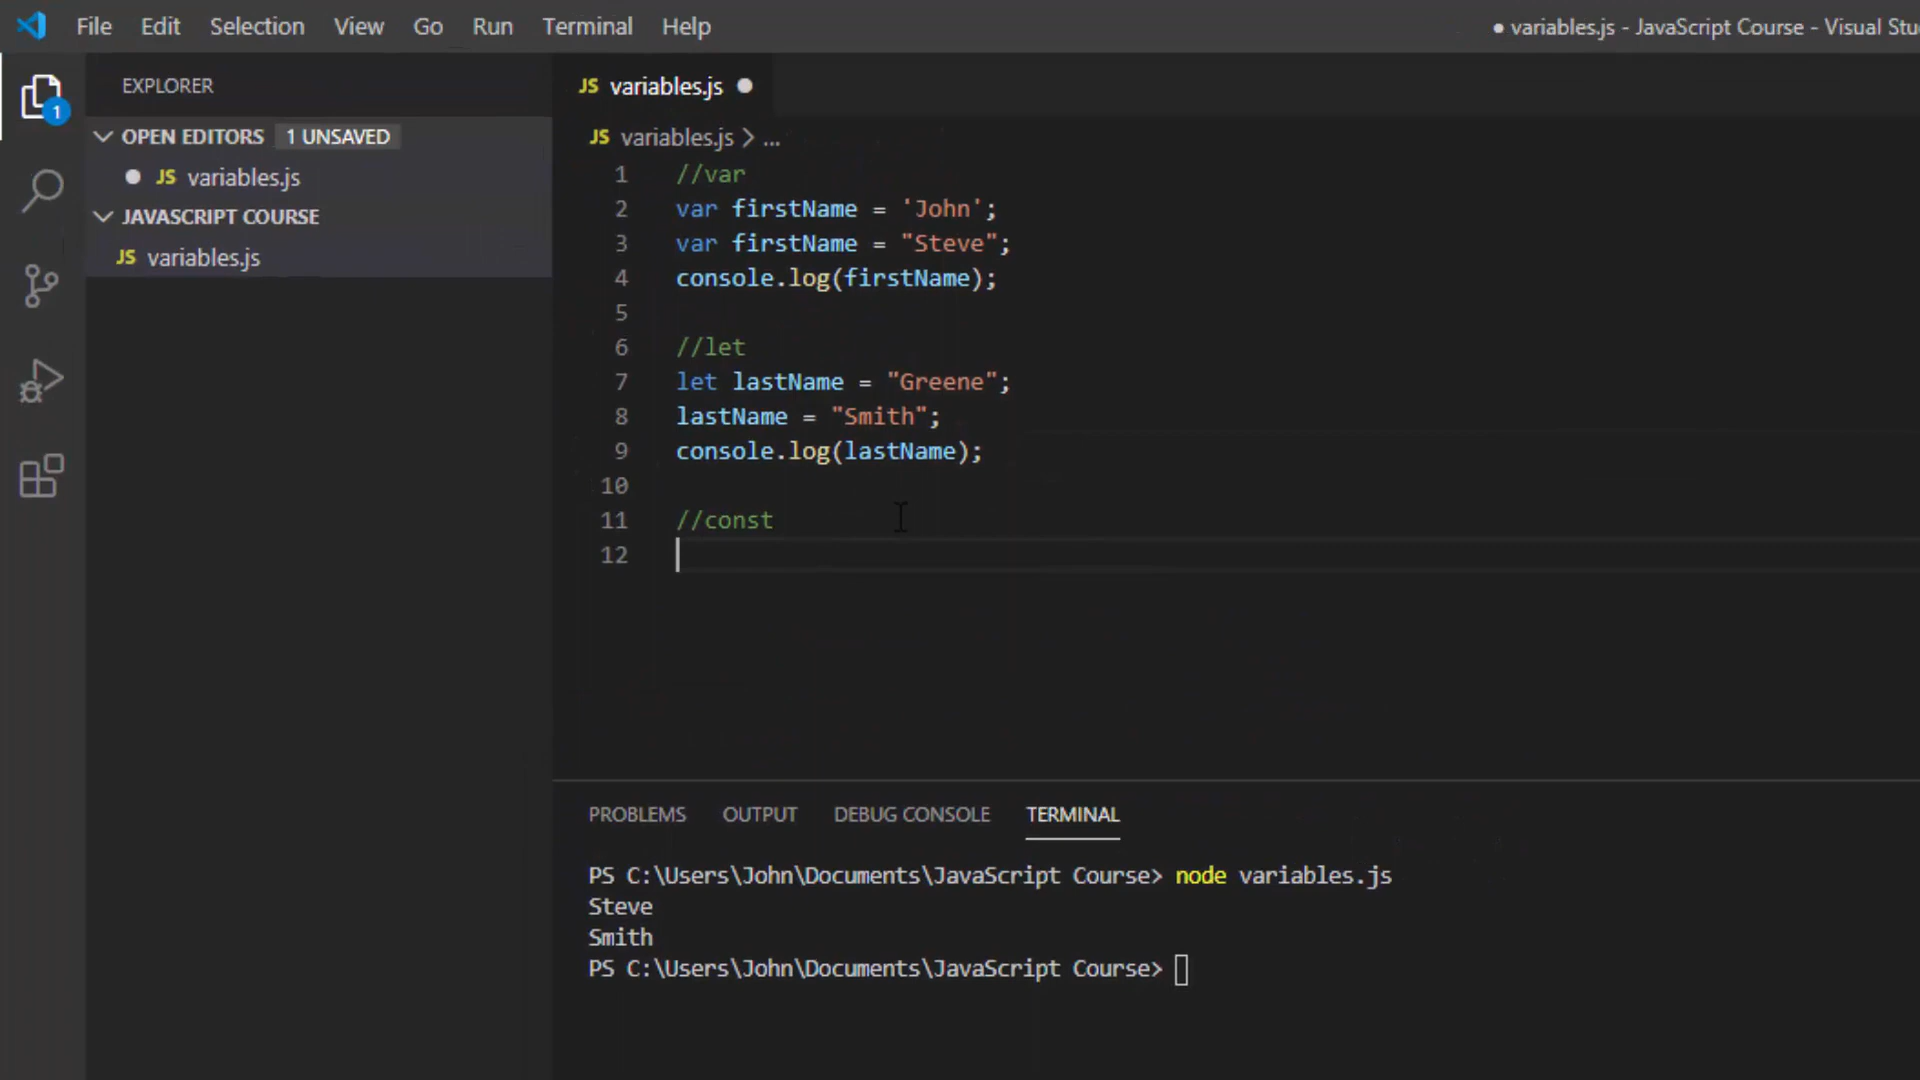 File Edit Selection View Go Run Terminal Help
● variables.js - JavaScript Course - Visual Stu
EXPLORER
1
OPEN EDITORS 1 UNSAVED
JS variables.js
JAVASCRIPT COURSE
JS variables.js
JS variables.js
JS variables.js > ...
1 //var
2 var firstName = 'John';
3 var firstName = "Steve";
4 console.log(firstName);
5
6 //let
7 let lastName = "Greene";
8 lastName = "Smith";
9 console.log(lastName);
10
11 //const
12
PROBLEMS OUTPUT DEBUG CONSOLE TERMINAL
PS C:\Users\John\Documents\JavaScript Course> node variables.js
Steve
Smith
PS C:\Users\John\Documents\JavaScript Course>